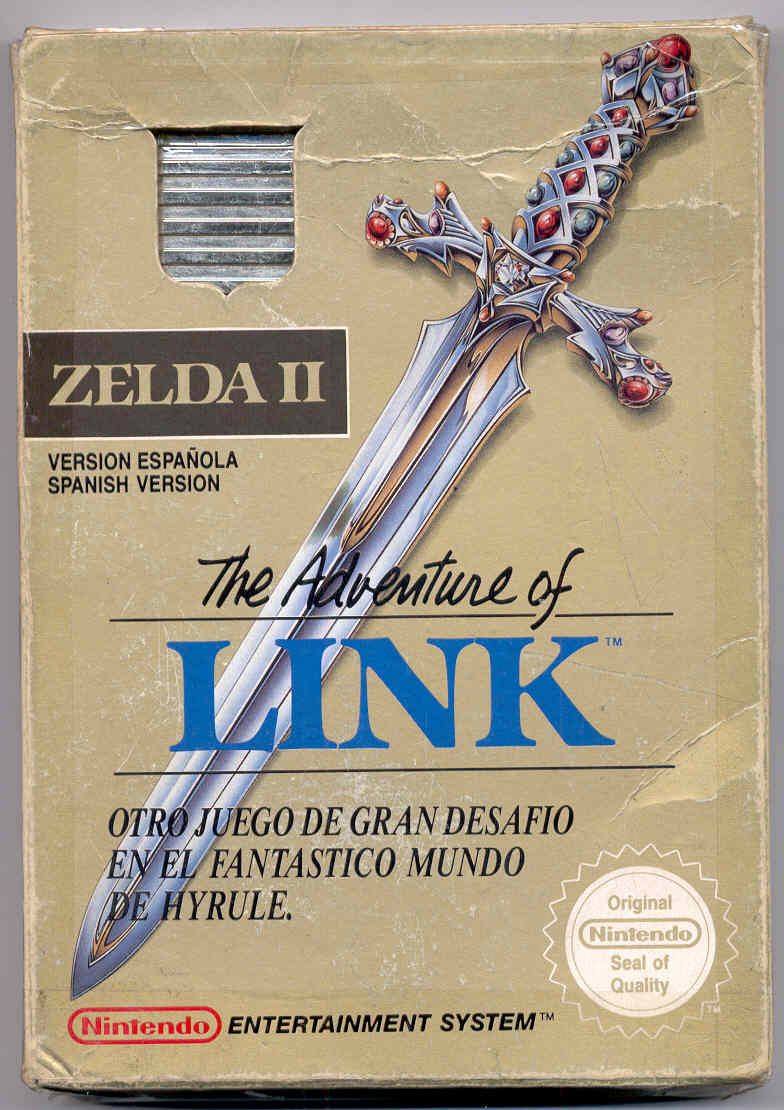 ZELDA II
VERSION ESPAÑOLA
SPANISH VERSION
The Adventure of
LINK™
OTRO JUEGO DE GRAN DESAFIO
EN EL FANTASTICO MUNDO
DE HYRULE.
Original
Nintendo
Seal of
Quality
TM
Nintendo ENTERTAINMENT SYSTEM™